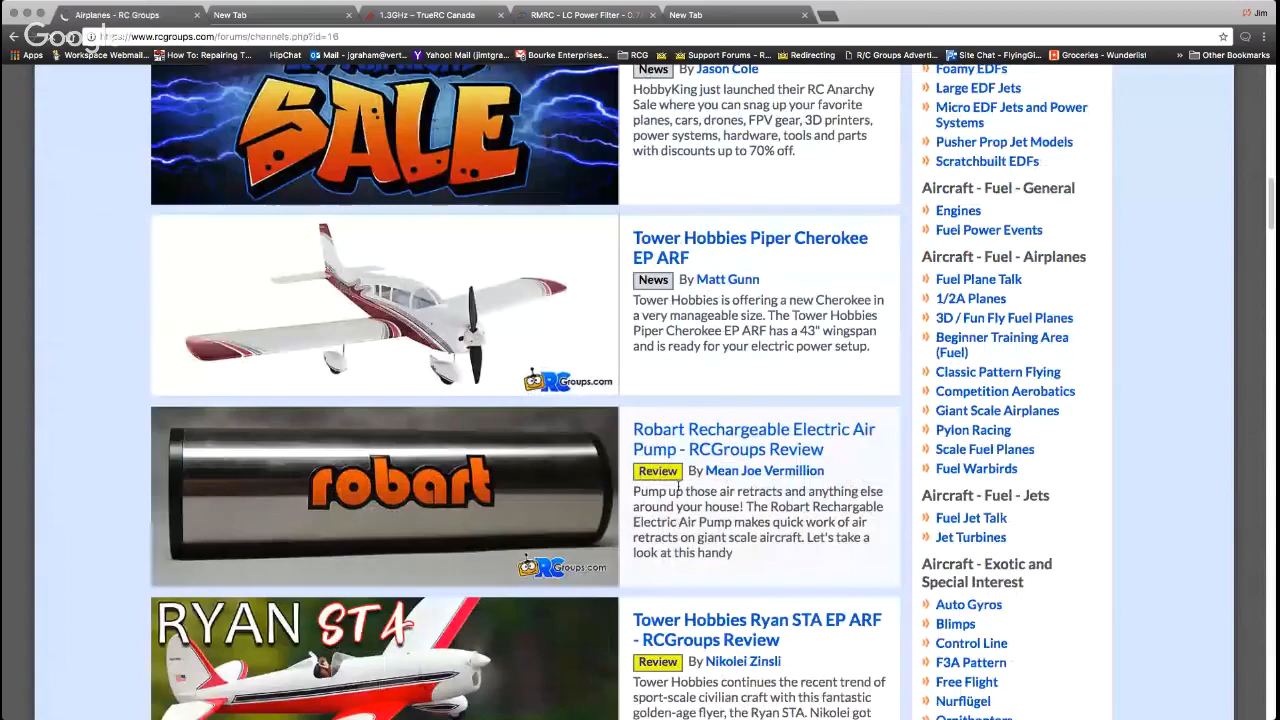 Airplanes - RC Groups
New Tab
1.3GHz – TrueRC Canada
RMRC - LC Power Filter - 0.7
New Tab
Jim
Google
https://www.rcgroups.com/forums/channels.php?id=16
Apps
Workspace Webmail...
How To: Repairing T...
HipChat
M - Email - jgraham@vert...
Yahoo! Mail (jimtgra...
Bourke Enterprises...
RCG
Support Forums - R...
Redirecting
R/C Groups Adverti...
Site Chat - FlyingGi...
Groceries - Wunderlist
Other Bookmarks
SALE
News By Jason Cole
HobbyKing just launched their RC Anarchy
Sale where you can snag up your favorite
planes, cars, drones, FPV gear, 3D printers,
power systems, hardware, tools and parts
with discounts up to 70% off.
Tower Hobbies Piper Cherokee
EP ARF
News By Matt Gunn
Tower Hobbies is offering a new Cherokee in
a very manageable size. The Tower Hobbies
Piper Cherokee EP ARF has a 43" wingspan
and is ready for your electric power setup.
RCGroups.com
robart
RCGroups.com
Robart Rechargeable Electric Air
Pump - RCGroups Review
Review By Mean Joe Vermillion
Pump up those air retracts and anything else
around your house! The Robart Rechargable
Electric Air Pump makes quick work of air
retracts on giant scale aircraft. Let's take a
look at this handy
RYAN STA
Tower Hobbies Ryan STA EP ARF
- RCGroups Review
Review By Nikolei Zinsli
Tower Hobbies continues the recent trend of
sport-scale civilian craft with this fantastic
golden-age flyer, the Ryan STA. Nikolei got
Foamy EDFs
Large EDF Jets
Micro EDF Jets and Power
Systems
Pusher Prop Jet Models
Scratchbuilt EDFs
Aircraft - Fuel - General
Engines
Fuel Power Events
Aircraft - Fuel - Airplanes
Fuel Plane Talk
1/2A Planes
3D / Fun Fly Fuel Planes
Beginner Training Area
(Fuel)
Classic Pattern Flying
Competition Aerobatics
Giant Scale Airplanes
Pylon Racing
Scale Fuel Planes
Fuel Warbirds
Aircraft - Fuel - Jets
Fuel Jet Talk
Jet Turbines
Aircraft - Exotic and
Special Interest
Auto Gyros
Blimps
Control Line
F3A Pattern
Free Flight
Nurflügel
Ornithopters